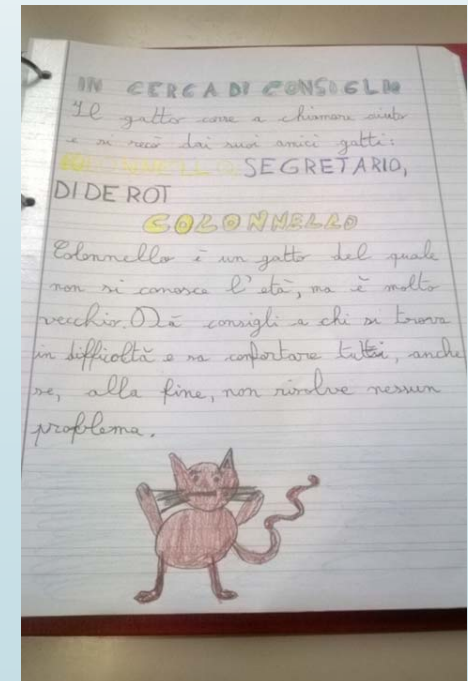 IN CERCA DI CONSIGLIO
Il gatto corse a chiamare aiuto
e si recò dai suoi amici gatti:
COLONNELLO, SEGRETARIO,
DIDEROT
COLONNELLO
Colonnello è un gatto del quale
non si conosce l'età, ma è molto
vecchio. Dà consigli a chi si trova
in difficoltà e sa confortare tutti, anche
se, alla fine, non risolve nessun
problema.